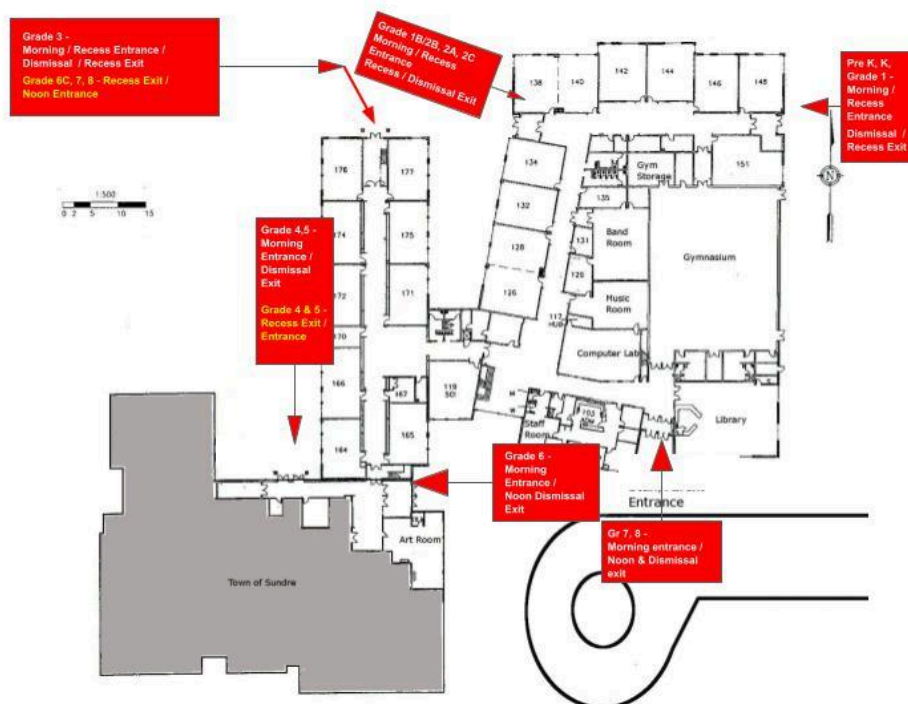 Grade 3 -
Morning / Recess Entrance /
Dismissal / Recess Exit
Grade 6C, 7, 8 - Recess Exit /
Noon Entrance
Grade 1B/2B, 2A, 2C
Morning / Recess
Entrance
Recess / Dismissal Exit
Pre K, K,
Grade 1 -
Morning /
Recess
Entrance
Dismissal /
Recess Exit
N
138
140
142
144
146
148
151
Gym
Storage
134
132
128
126
135
131
Band
Room
Gymnasium
Music
Room
117
HUB
Computer Lab
1:500
0 2 5 10 15
176
177
174
175
172
171
170
166
167
165
164
119
Grade 4,5 -
Morning
Entrance /
Dismissal
Exit
Grade 4 & 5 -
Recess Exit /
Entrance
103
Staff
Room
Library
Grade 6 -
Morning
Entrance /
Noon Dismissal
Exit
Entrance
Gr 7, 8 -
Morning entrance /
Noon & Dismissal
exit
Art Room
Town of Sundre